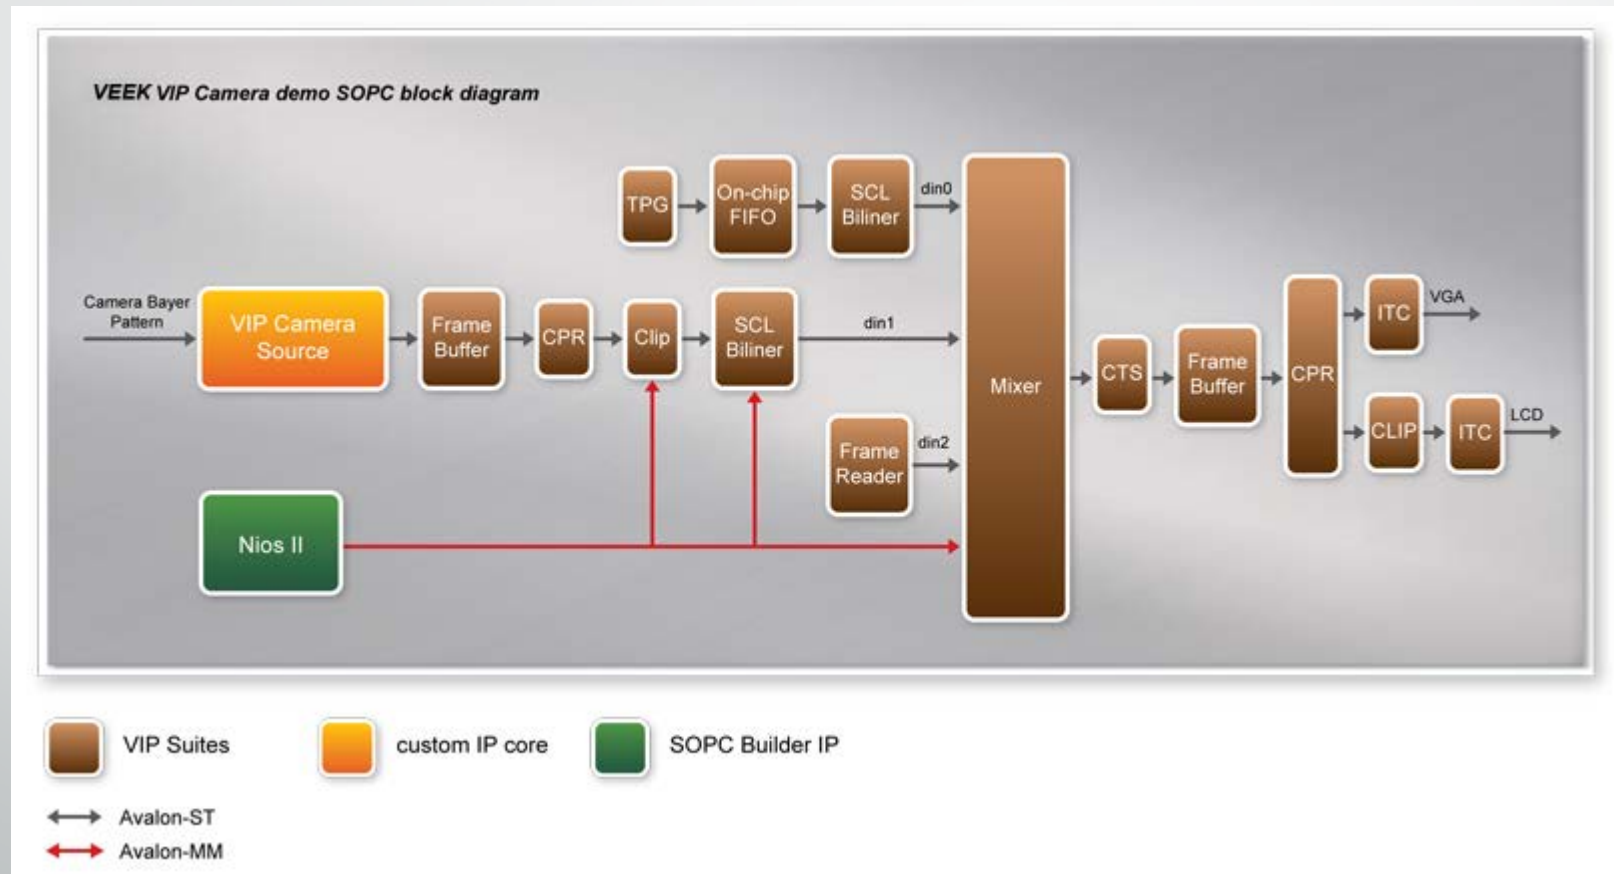 VEEK VIP Camera demo SOPC block diagram
TPG
On-chip
FIFO
SCL
Biliner
din0
Camera Bayer
Pattern
VIP Camera
Source
Frame
Buffer
CPR
Clip
SCL
Biliner
din1
Frame
Reader
din2
Nios II
Mixer
CTS
Frame
Buffer
CPR
ITC
VGA
CLIP
ITC
LCD
VIP Suites
custom IP core
SOPC Builder IP
Avalon-ST
Avalon-MM